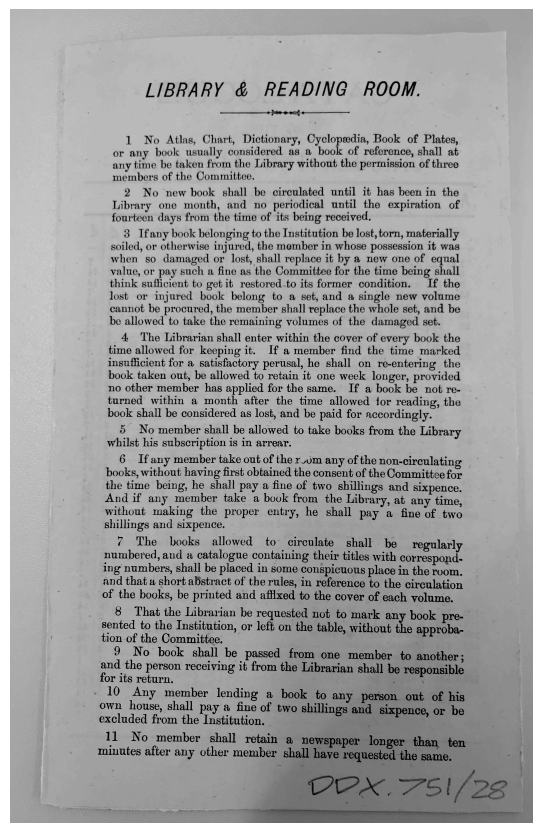 LIBRARY & READING ROOM.
1 No Atlas, Chart, Dictionary, Cyclopædia, Book of Plates,
or any book usually considered as a book of reference, shall at
any time be taken from the Library without the permission of three
members of the Committee.
2 No new book shall be circulated until it has been in the
Library one month, and no periodical until the expiration of
fourteen days from the time of its being received.
3 If any book belonging to the Institution be lost, torn, materially
soiled, or otherwise injured, the member in whose possession it was
when so damaged or lost, shall replace it by a new one of equal
value, or pay such a fine as the Committee for the time being shall
think sufficient to get it restored to its former condition. If the
lost or injured book belong to a set, and a single new volume
cannot be procured, the member shall replace the whole set, and be
be allowed to take the remaining volumes of the damaged set.
4 The Librarian shall enter within the cover of every book the
time allowed for keeping it. If a member find the time marked
insufficient for a satisfactory perusal, he shall on re-entering the
book taken out, be allowed to retain it one week longer, provided
no other member has applied for the same. If a book be not re-
turned within a month after the time allowed for reading, the
book shall be considered as lost, and be paid for accordingly.
5 No member shall be allowed to take books from the Library
whilst his subscription is in arrear.
6 If any member take out of the room any of the non-circulating
books, without having first obtained the consent of the Committee for
the time being, he shall pay a fine of two shillings and sixpence.
And if any member take a book from the Library, at any time,
without making the proper entry, he shall pay a fine of two
shillings and sixpence.
7 The books allowed to circulate shall be regularly
numbered, and a catalogue containing their titles with correspond-
ing numbers, shall be placed in some conspicuous place in the room.
and that a short abstract of the rules, in reference to the circulation
of the books, be printed and affixed to the cover of each volume.
8 That the Librarian be requested not to mark any book pre-
sented to the Institution, or left on the table, without the approba-
tion of the Committee.
9 No book shall be passed from one member to another;
and the person receiving it from the Librarian shall be responsible
for its return.
10 Any member lending a book to any person out of his
own house, shall pay a fine of two shillings and sixpence, or be
excluded from the Institution.
11 No member shall retain a newspaper longer than ten
minutes after any other member shall have requested the same.
DDX.751/28